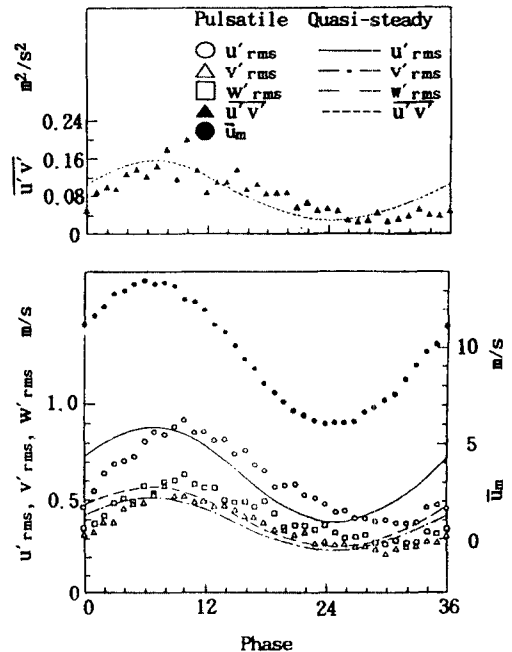 Pulsatile Quasi-steady
u'rms u'rms
v'rms v'rms
w'rms w'rms
u'v' u'v'
ūm
m²/s²
u'v'
0.24
0.16
0.08
0
u'rms, v'rms, w'rms m/s
1.0
0.5
0
10
5
0
m/s
ūm
0 12 24 36
Phase